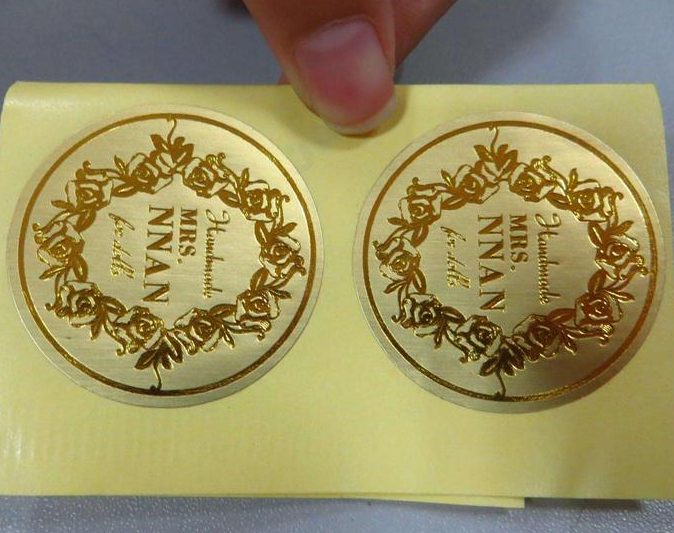 Handmade
MRS.
NNAN
for dolls
Handmade
MRS.
NNAN
for dolls